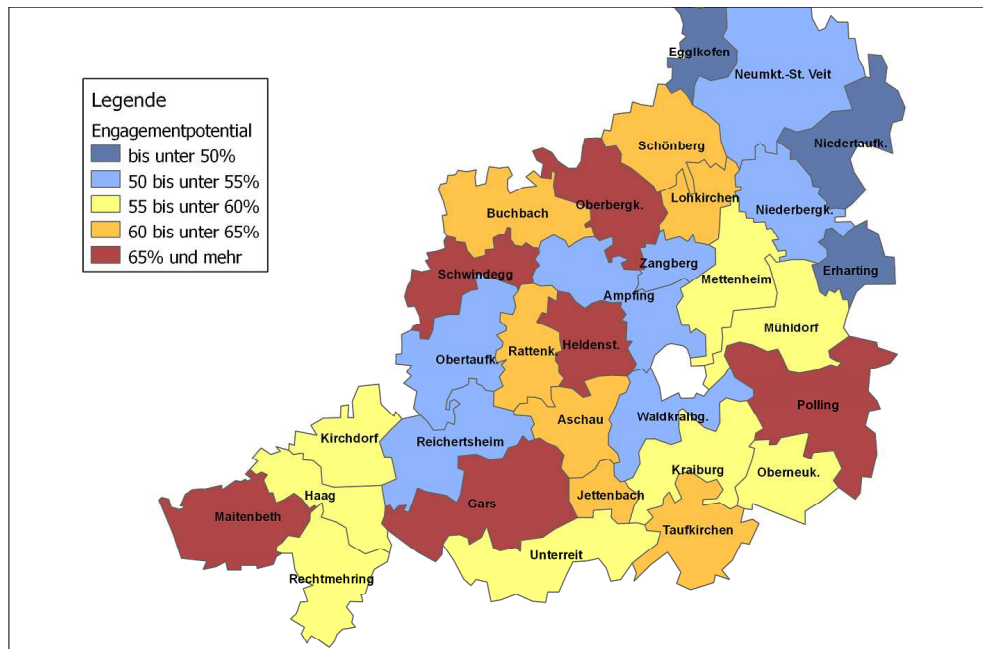 Legende
Engagementpotential
bis unter 50%
50 bis unter 55%
55 bis unter 60%
60 bis unter 65%
65% und mehr
Egglkofen
Neumkt.-St. Veit
Schönberg
Niedertaufk.
Lohkirchen
Oberbergk.
Niederbergk.
Buchbach
Zangberg
Erharting
Schwindegg
Mettenheim
Ampfing
Mühldorf
Heldenst.
Rattenk.
Obertaufk.
Polling
Aschau
Waldkraibg.
Kirchdorf
Reichertsheim
Kraiburg
Oberneuk.
Haag
Jettenbach
Gars
Maitenbeth
Taufkirchen
Unterreit
Rechtmehring